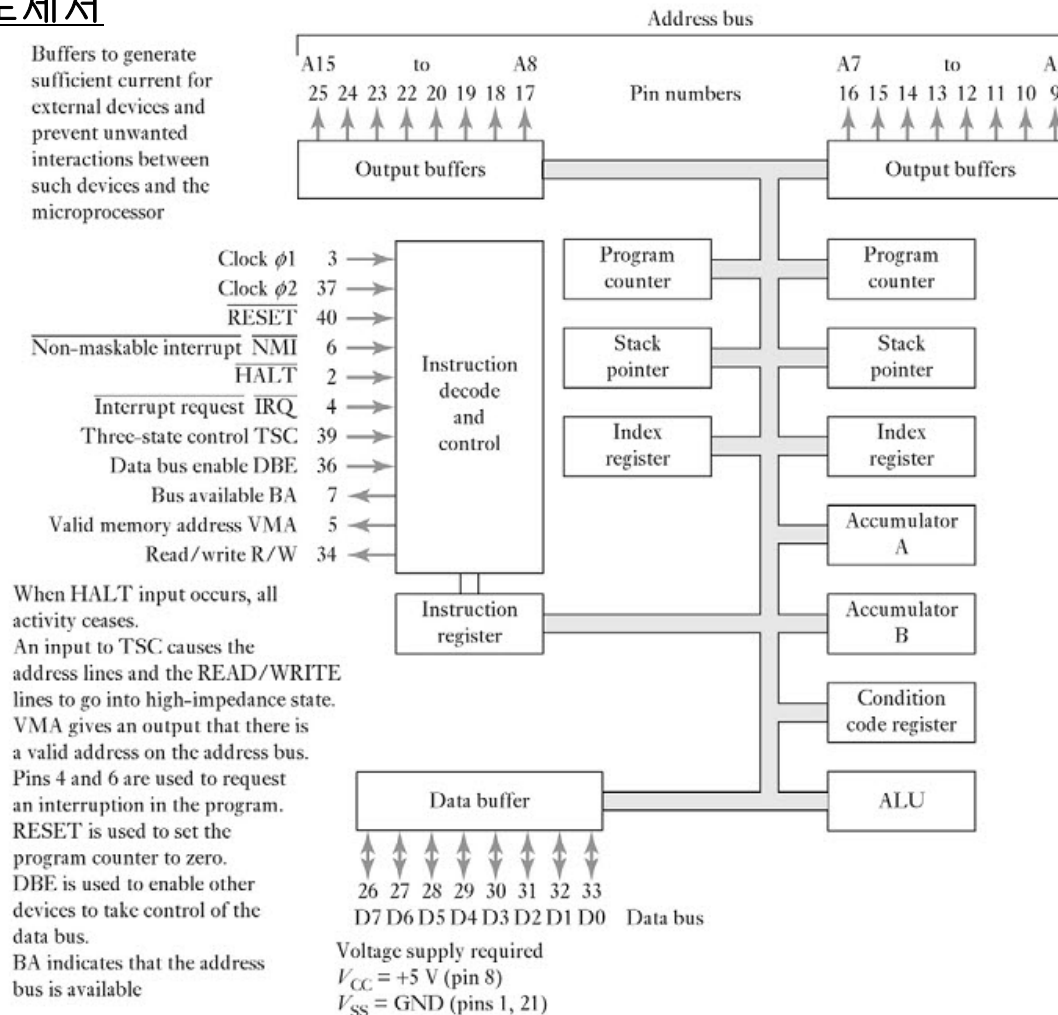 Address bus
Buffers to generate
sufficient current for
external devices and
prevent unwanted
interactions between
such devices and the
microprocessor
A15 to A8
25 24 23 22 20 19 18 17
Pin numbers
A7 to A
16 15 14 13 12 11 10 9
Output buffers
Output buffers
Clock ϕ1 3
Clock ϕ2 37
RESET 40
Non-maskable interrupt NMI 6
HALT 2
Interrupt request IRQ 4
Three-state control TSC 39
Data bus enable DBE 36
Bus available BA 7
Valid memory address VMA 5
Read/write R/W 34
Instruction
decode
and
control
Instruction
register
Program
counter
Program
counter
Stack
pointer
Stack
pointer
Index
register
Index
register
Accumulator
A
Accumulator
B
Condition
code register
ALU
When HALT input occurs, all
activity ceases.
An input to TSC causes the
address lines and the READ/WRITE
lines to go into high-impedance state.
VMA gives an output that there is
a valid address on the address bus.
Pins 4 and 6 are used to request
an interruption in the program.
RESET is used to set the
program counter to zero.
DBE is used to enable other
devices to take control of the
data bus.
BA indicates that the address
bus is available
Data buffer
26 27 28 29 30 31 32 33
D7 D6 D5 D4 D3 D2 D1 D0 Data bus
Voltage supply required
VCC = +5 V (pin 8)
VSS = GND (pins 1, 21)